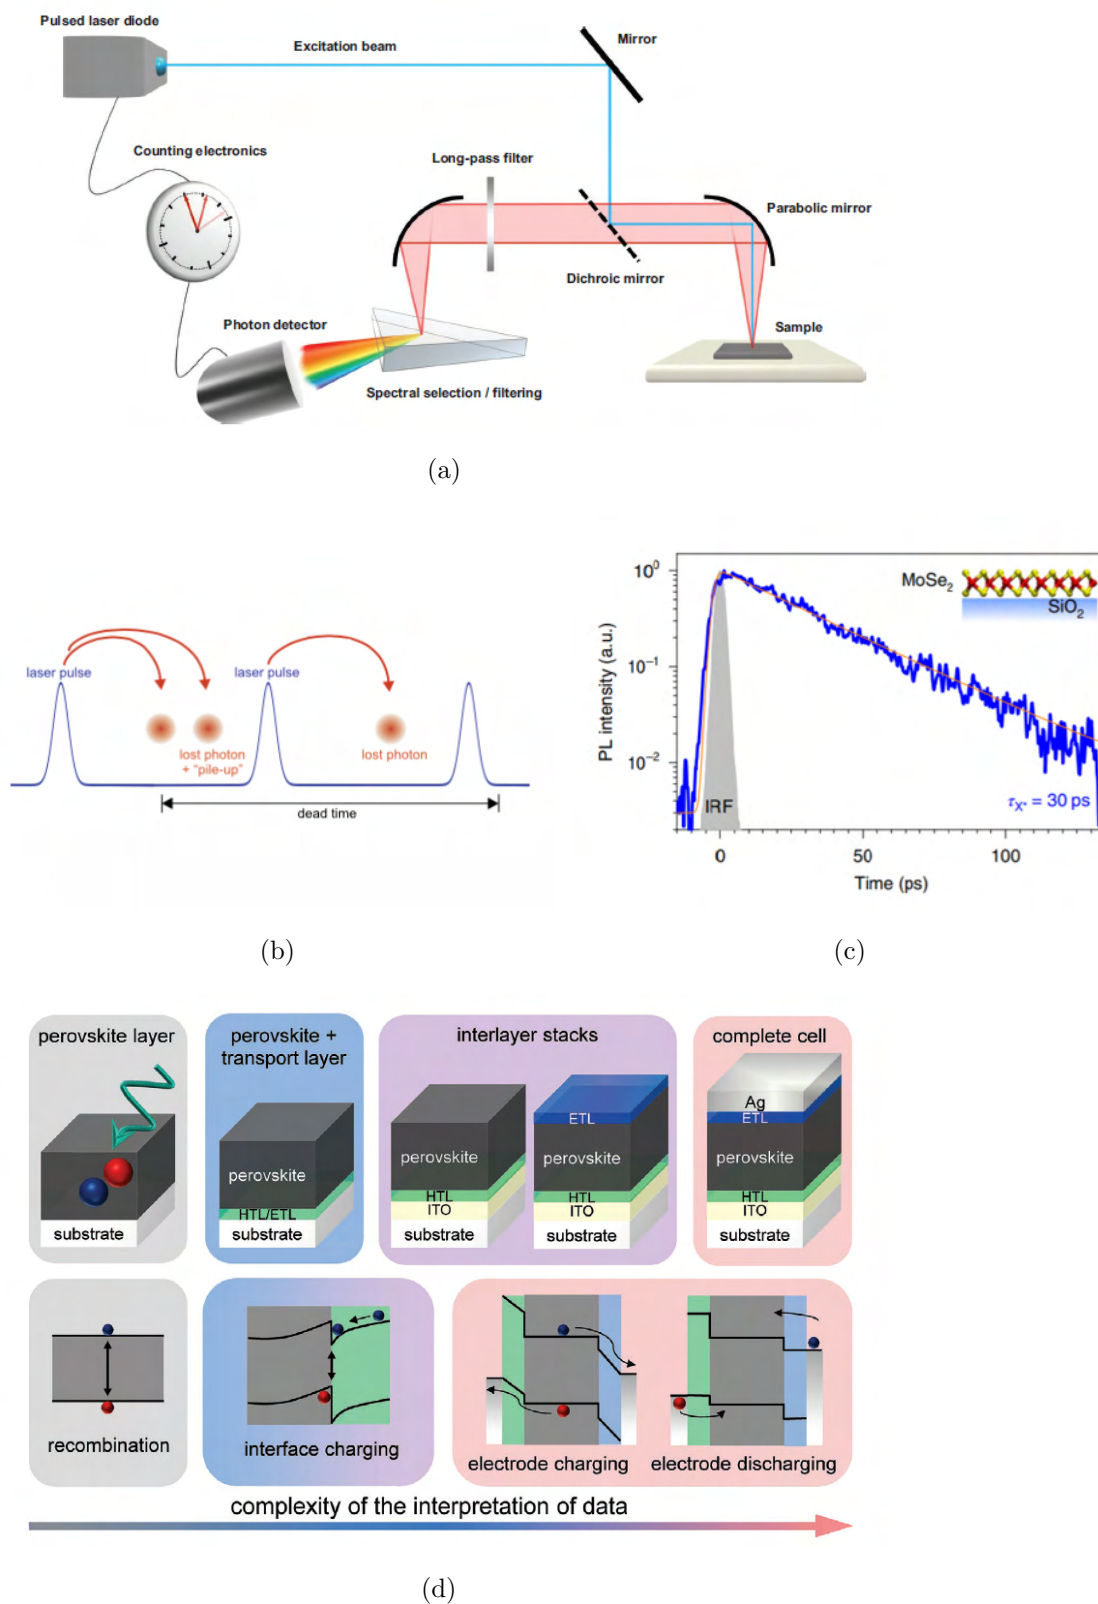 Pulsed laser diode
Excitation beam
Mirror
Counting electronics
Long-pass filter
Parabolic mirror
Dichroic mirror
Photon detector
Sample
Spectral selection / filtering
(a)
laser pulse
laser pulse
lost photon
+ "pile-up"
lost photon
dead time
(b)
10⁰
10⁻¹
10⁻²
PL intensity (a.u.)
MoSe₂
SiO₂
IRF
τX* = 30 ps
0
50
100
Time (ps)
(c)
perovskite layer
substrate
perovskite +
transport layer
perovskite
HTL/ETL
substrate
interlayer stacks
perovskite
HTL
ITO
substrate
ETL
perovskite
HTL
ITO
substrate
complete cell
Ag
ETL
perovskite
HTL
ITO
substrate
recombination
interface charging
electrode charging
electrode discharging
complexity of the interpretation of data
(d)